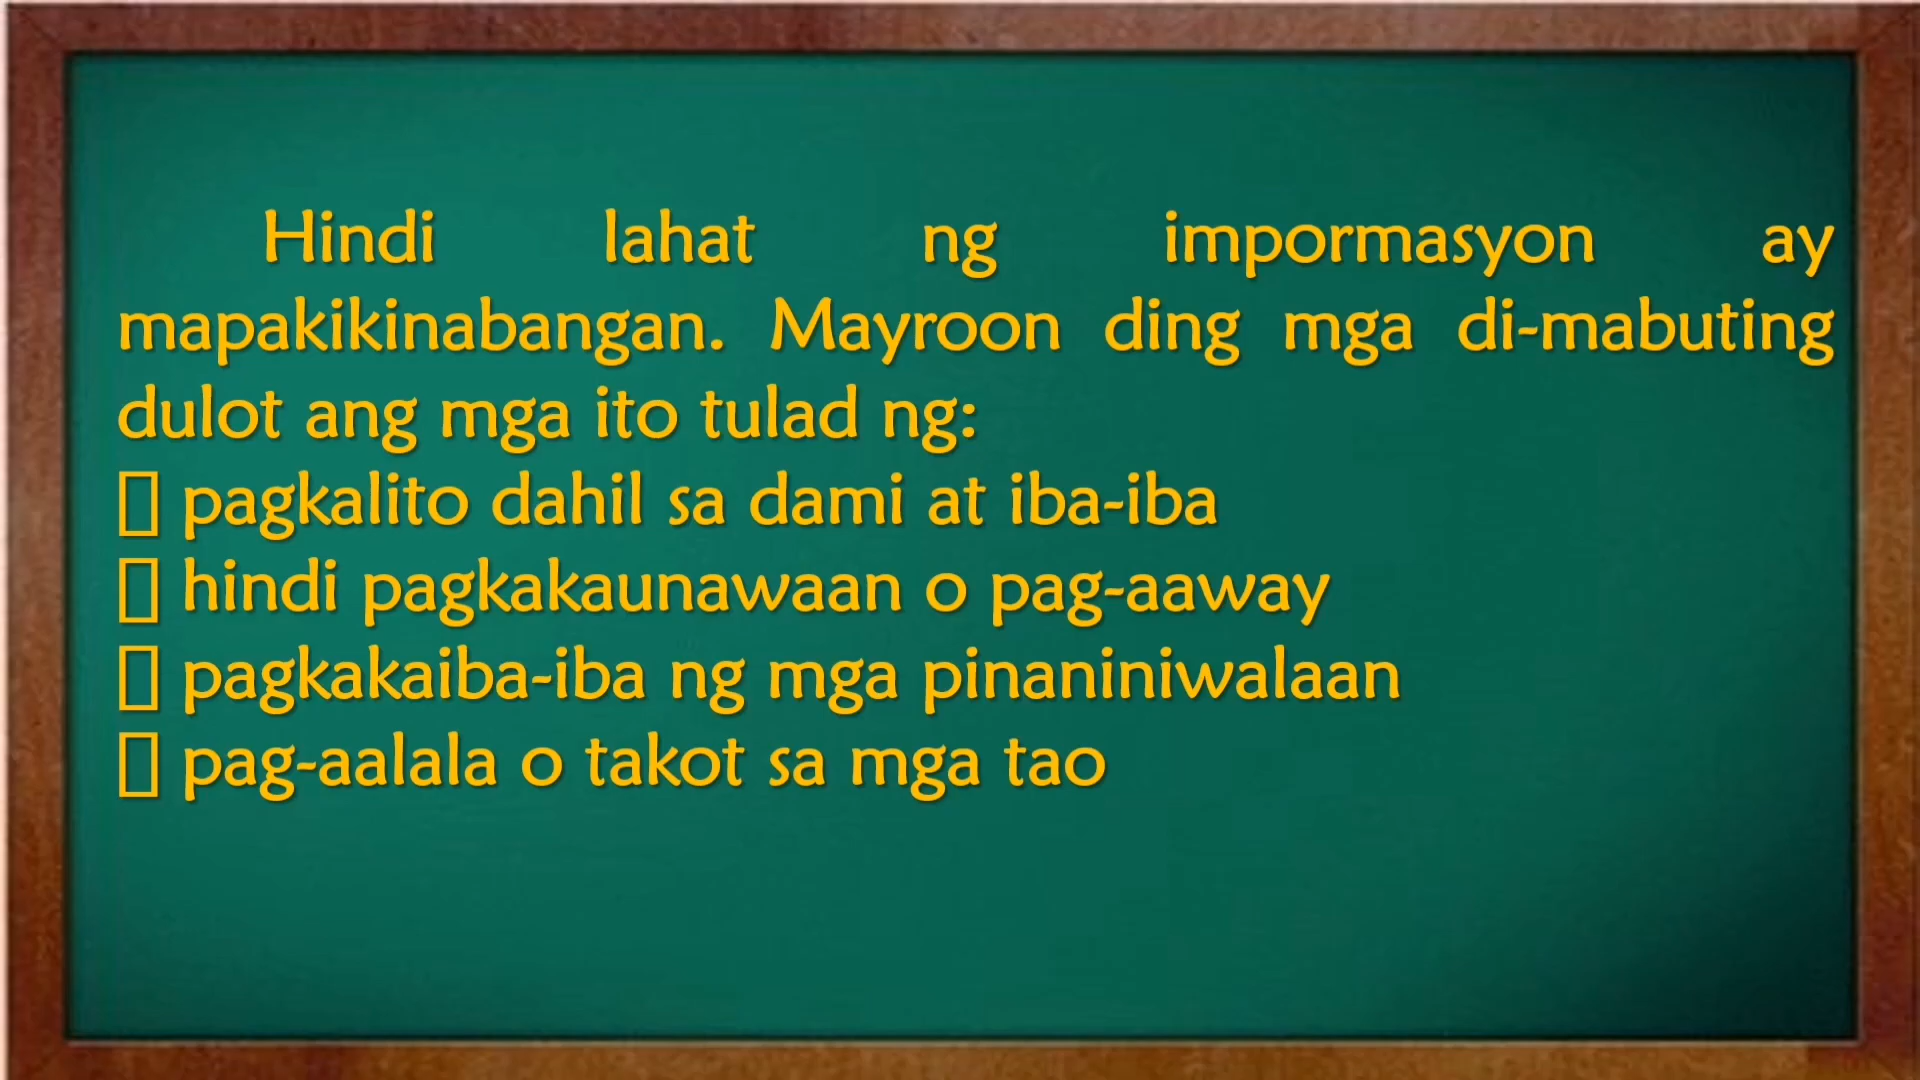 Hindi lahat ng impormasyon ay
mapakikinabangan. Mayroon ding mga di-mabuting
dulot ang mga ito tulad ng:
▯ pagkalito dahil sa dami at iba-iba
▯ hindi pagkakaunawaan o pag-aaway
▯ pagkakaiba-iba ng mga pinaniniwalaan
▯ pag-aalala o takot sa mga tao